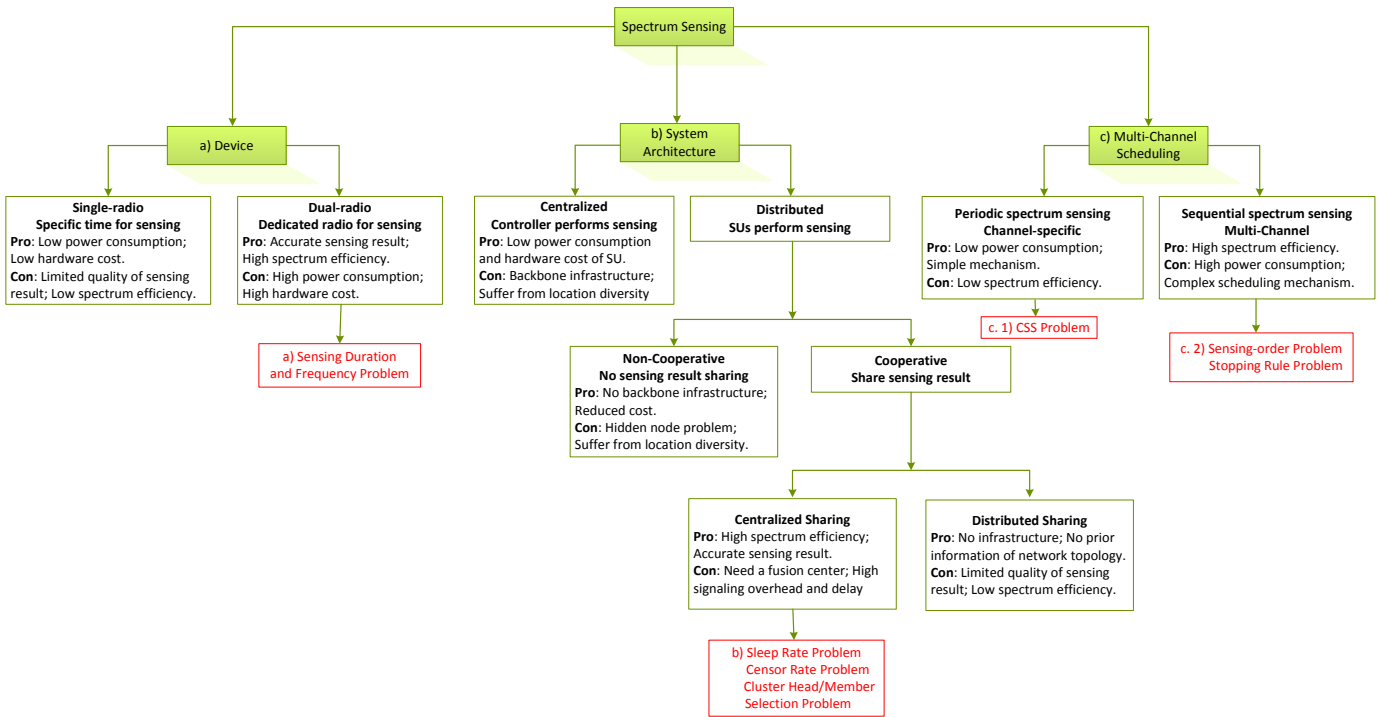 Spectrum Sensing
a) Device
b) System
Architecture
c) Multi-Channel
Scheduling
Single-radio
Specific time for sensing
Pro: Low power consumption;
Low hardware cost.
Con: Limited quality of sensing
result; Low spectrum efficiency.
Dual-radio
Dedicated radio for sensing
Pro: Accurate sensing result;
High spectrum efficiency.
Con: High power consumption;
High hardware cost.
Centralized
Controller performs sensing
Pro: Low power consumption
and hardware cost of SU.
Con: Backbone infrastructure;
Suffer from location diversity
Distributed
SUs perform sensing
Periodic spectrum sensing
Channel-specific
Pro: Low power consumption;
Simple mechanism.
Con: Low spectrum efficiency.
Sequential spectrum sensing
Multi-Channel
Pro: High spectrum efficiency.
Con: High power consumption;
Complex scheduling mechanism.
a) Sensing Duration
and Frequency Problem
c. 1) CSS Problem
c. 2) Sensing-order Problem
Stopping Rule Problem
Non-Cooperative
No sensing result sharing
Pro: No backbone infrastructure;
Reduced cost.
Con: Hidden node problem;
Suffer from location diversity.
Cooperative
Share sensing result
Centralized Sharing
Pro: High spectrum efficiency;
Accurate sensing result.
Con: Need a fusion center; High
signaling overhead and delay
Distributed Sharing
Pro: No infrastructure; No prior
information of network topology.
Con: Limited quality of sensing
result; Low spectrum efficiency.
b) Sleep Rate Problem
Censor Rate Problem
Cluster Head/Member
Selection Problem